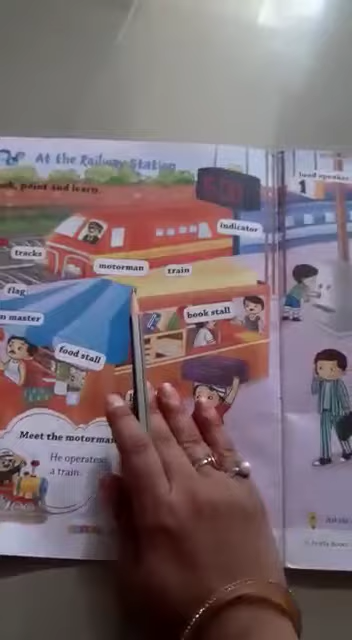 At the Railway Station
point and learn.
loud speaker
1
indicator
tracks
motorman
train
flag
master
book stall
food stall
Meet the motorman
He operates
a train.